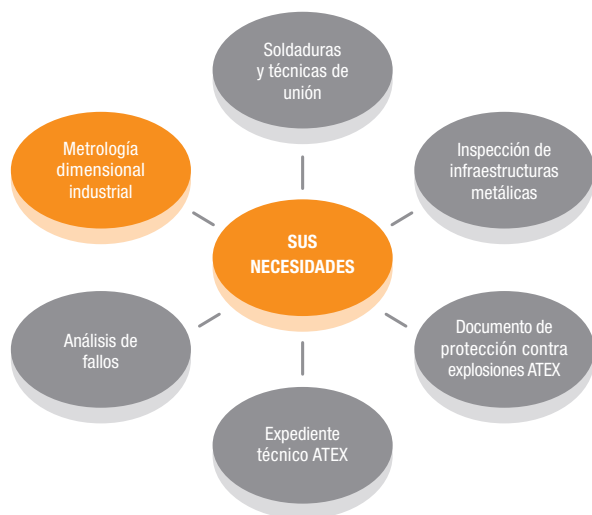 Soldaduras
y técnicas de
unión
Metrología
dimensional
industrial
Inspección de
infraestructuras
metálicas
SUS
NECESIDADES
Análisis de
fallos
Documento de
protección contra
explosiones ATEX
Expediente
técnico ATEX